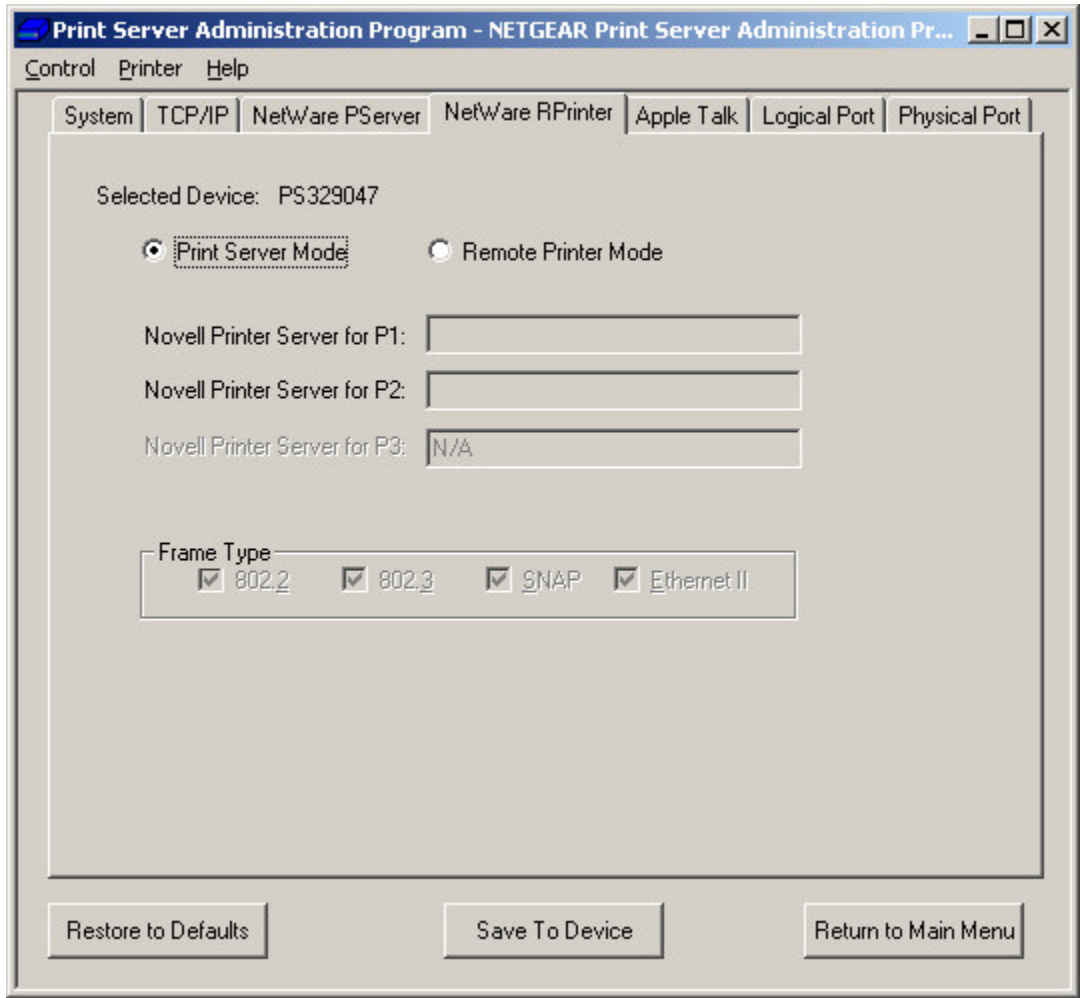 Print Server Administration Program - NETGEAR Print Server Administration Pr...
Control Printer Help
System TCP/IP NetWare PServer NetWare RPrinter Apple Talk Logical Port Physical Port
Selected Device: PS329047
Print Server Mode Remote Printer Mode
Novell Printer Server for P1:
Novell Printer Server for P2:
Novell Printer Server for P3: N/A
Frame Type
802.2 802.3 SNAP Ethernet II
Restore to Defaults Save To Device Return to Main Menu